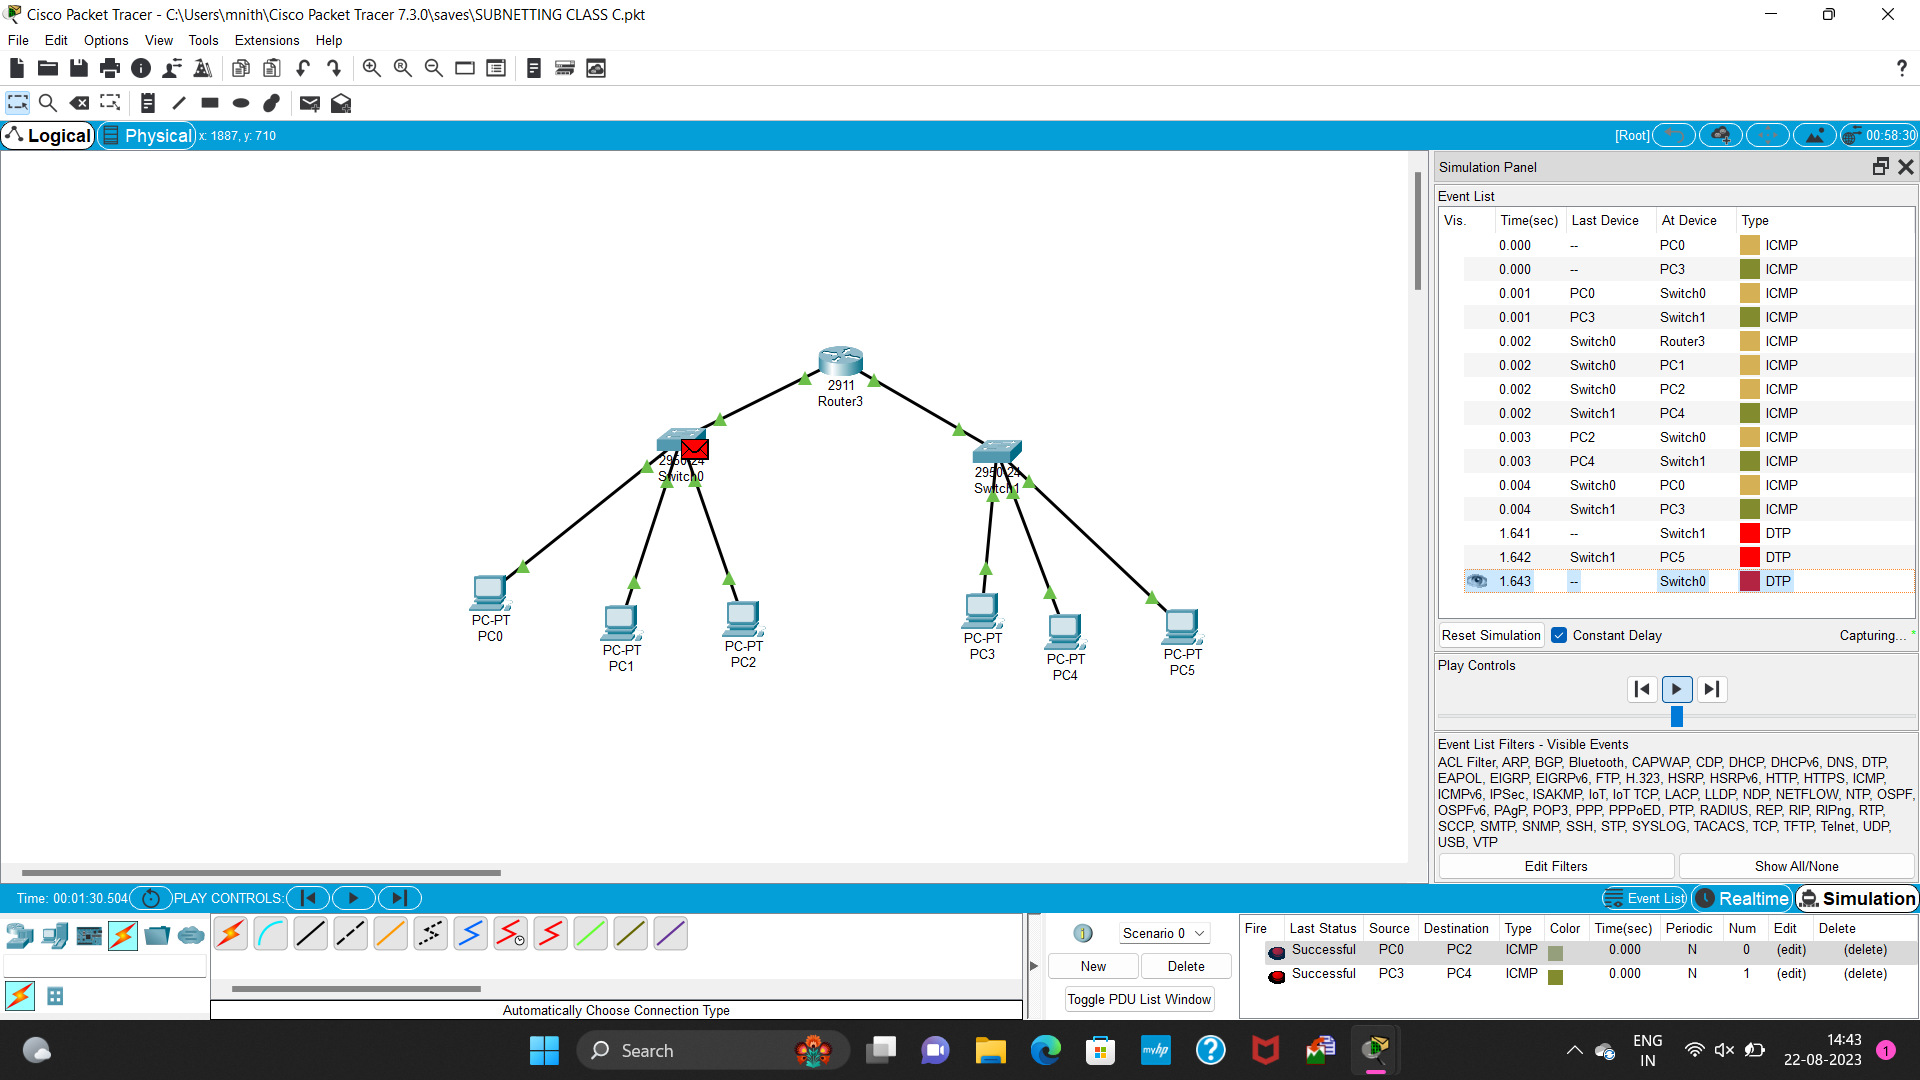 Cisco Packet Tracer - C:\Users\mnith\Cisco Packet Tracer 7.3.0\saves\SUBNETTING CLASS C.pkt
File Edit Options View Tools Extensions Help
Logical Physical x: 1887, y: 710 [Root] 00:58:30
Simulation Panel
Event List
Vis. Time(sec) Last Device At Device Type
0.000 -- PC0 ICMP
0.000 -- PC3 ICMP
0.001 PC0 Switch0 ICMP
0.001 PC3 Switch1 ICMP
0.002 Switch0 Router3 ICMP
0.002 Switch0 PC1 ICMP
0.002 Switch0 PC2 ICMP
0.002 Switch1 PC4 ICMP
0.003 PC2 Switch0 ICMP
0.003 PC4 Switch1 ICMP
0.004 Switch0 PC0 ICMP
0.004 Switch1 PC3 ICMP
1.641 -- Switch1 DTP
1.642 Switch1 PC5 DTP
1.643 -- Switch0 DTP
Reset Simulation Constant Delay Capturing...
Play Controls
Event List Filters - Visible Events
ACL Filter, ARP, BGP, Bluetooth, CAPWAP, CDP, DHCP, DHCPv6, DNS, DTP,
EAPOL, EIGRP, EIGRPv6, FTP, H.323, HSRP, HSRPv6, HTTP, HTTPS, ICMP,
ICMPv6, IPSec, ISAKMP, IoT, IoT TCP, LACP, LLDP, NDP, NETFLOW, NTP, OSPF,
OSPFv6, PAgP, POP3, PPP, PPPoED, PTP, RADIUS, REP, RIP, RIPng, RTP,
SCCP, SMTP, SNMP, SSH, STP, SYSLOG, TACACS, TCP, TFTP, Telnet, UDP,
USB, VTP
Edit Filters Show All/None
2911
Router3
2950-24
Switch0
2950-24
Switch1
PC-PT
PC0
PC-PT
PC1
PC-PT
PC2
PC-PT
PC3
PC-PT
PC4
PC-PT
PC5
Time: 00:01:30.504 PLAY CONTROLS: Event List Realtime Simulation
Automatically Choose Connection Type
1 Scenario 0
New Delete
Toggle PDU List Window
Fire Last Status Source Destination Type Color Time(sec) Periodic Num Edit Delete
Successful PC0 PC2 ICMP 0.000 N 0 (edit) (delete)
Successful PC3 PC4 ICMP 0.000 N 1 (edit) (delete)
Search
myhp
ENG
IN
14:43
22-08-2023
1